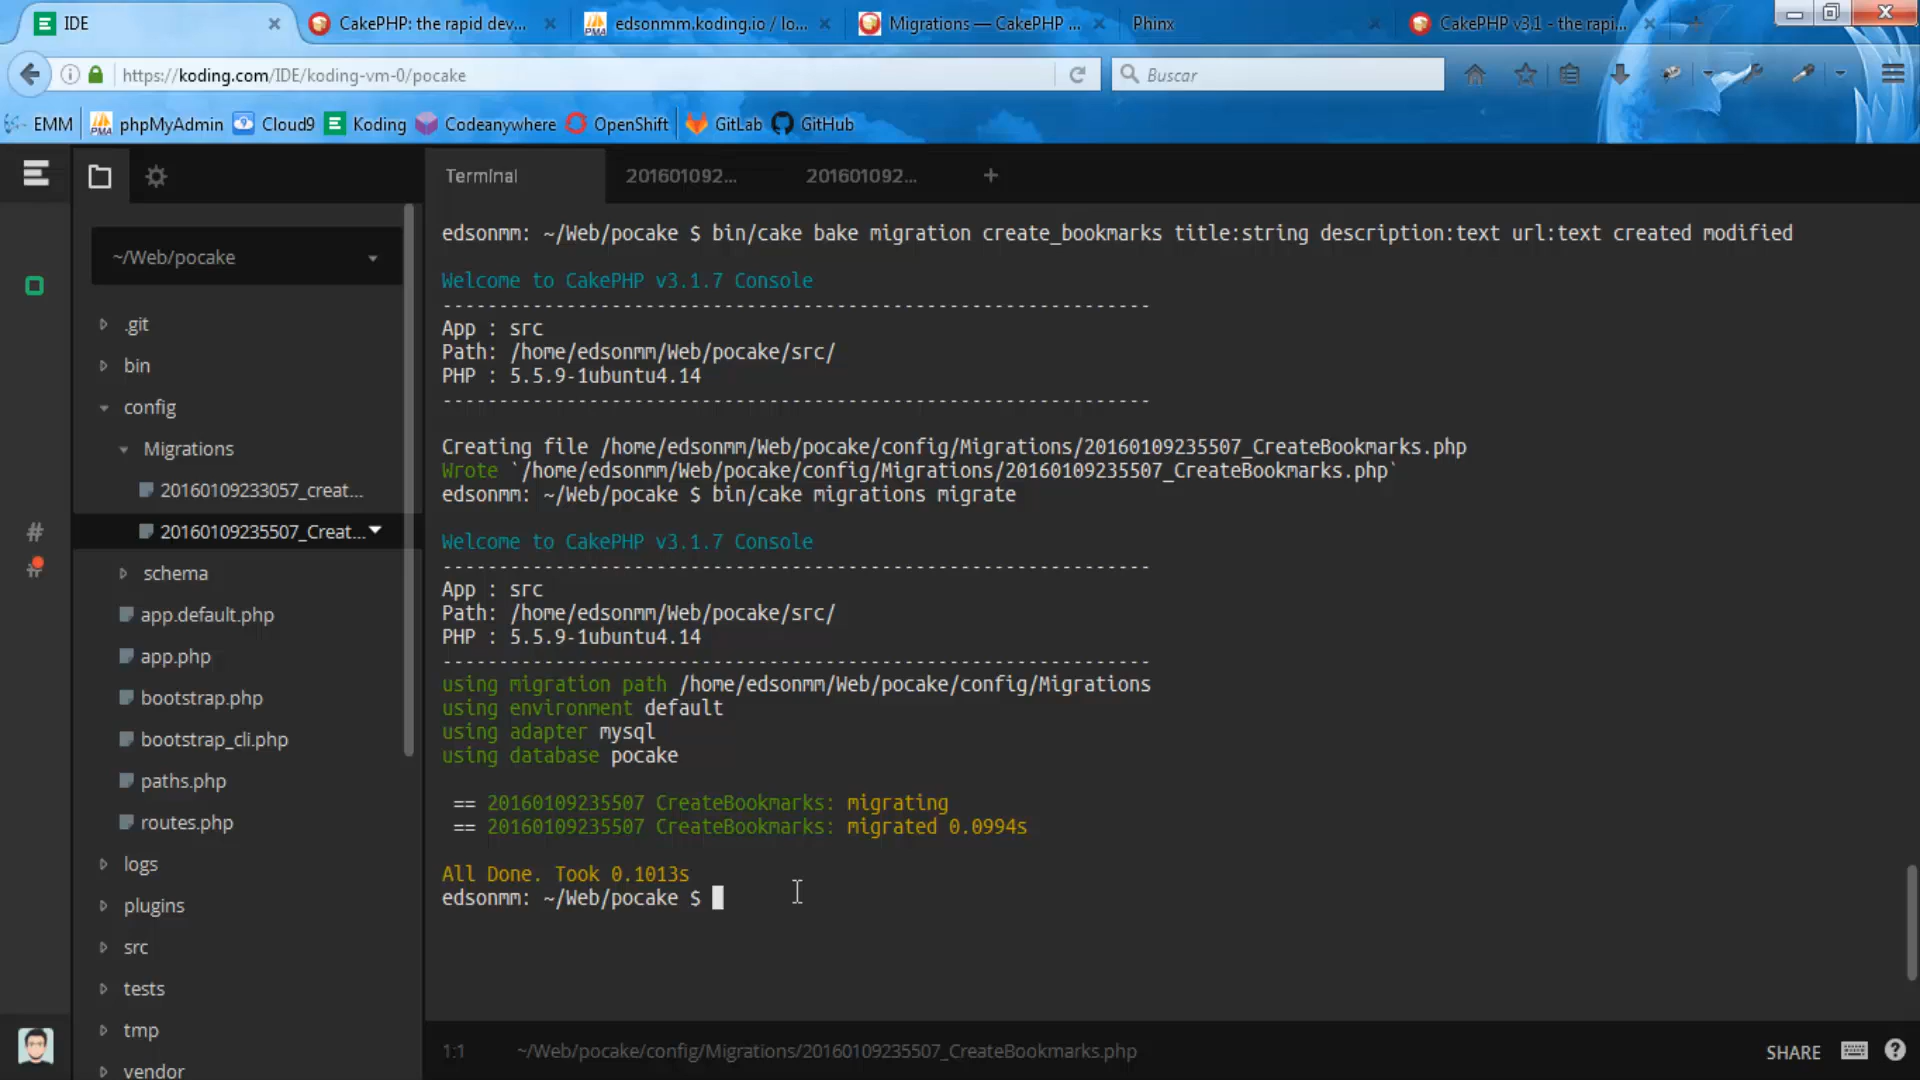 IDE
CakePHP: the rapid dev...
edsonmm.koding.io / lo...
Migrations — CakePHP ...
Phinx
CakePHP v3.1 - the rapi...
https://koding.com/IDE/koding-vm-0/pocake
Buscar
EMM
phpMyAdmin
Cloud9
Koding
Codeanywhere
OpenShift
GitLab
GitHub
Terminal
201601092...
201601092...
+
~/Web/pocake
.git
bin
config
Migrations
20160109233057_creat...
20160109235507_Creat...
schema
app.default.php
app.php
bootstrap.php
bootstrap_cli.php
paths.php
routes.php
logs
plugins
src
tests
tmp
vendor
edsonmm: ~/Web/pocake $ bin/cake bake migration create_bookmarks title:string description:text url:text created modified
Welcome to CakePHP v3.1.7 Console
---------------------------------------------------------------
App : src
Path: /home/edsonmm/Web/pocake/src/
PHP : 5.5.9-1ubuntu4.14
---------------------------------------------------------------
Creating file /home/edsonmm/Web/pocake/config/Migrations/20160109235507_CreateBookmarks.php
Wrote `/home/edsonmm/Web/pocake/config/Migrations/20160109235507_CreateBookmarks.php`
edsonmm: ~/Web/pocake $ bin/cake migrations migrate
Welcome to CakePHP v3.1.7 Console
---------------------------------------------------------------
App : src
Path: /home/edsonmm/Web/pocake/src/
PHP : 5.5.9-1ubuntu4.14
---------------------------------------------------------------
using migration path /home/edsonmm/Web/pocake/config/Migrations
using environment default
using adapter mysql
using database pocake
== 20160109235507 CreateBookmarks: migrating
== 20160109235507 CreateBookmarks: migrated 0.0994s
All Done. Took 0.1013s
edsonmm: ~/Web/pocake $
1:1
~/Web/pocake/config/Migrations/20160109235507_CreateBookmarks.php
SHARE